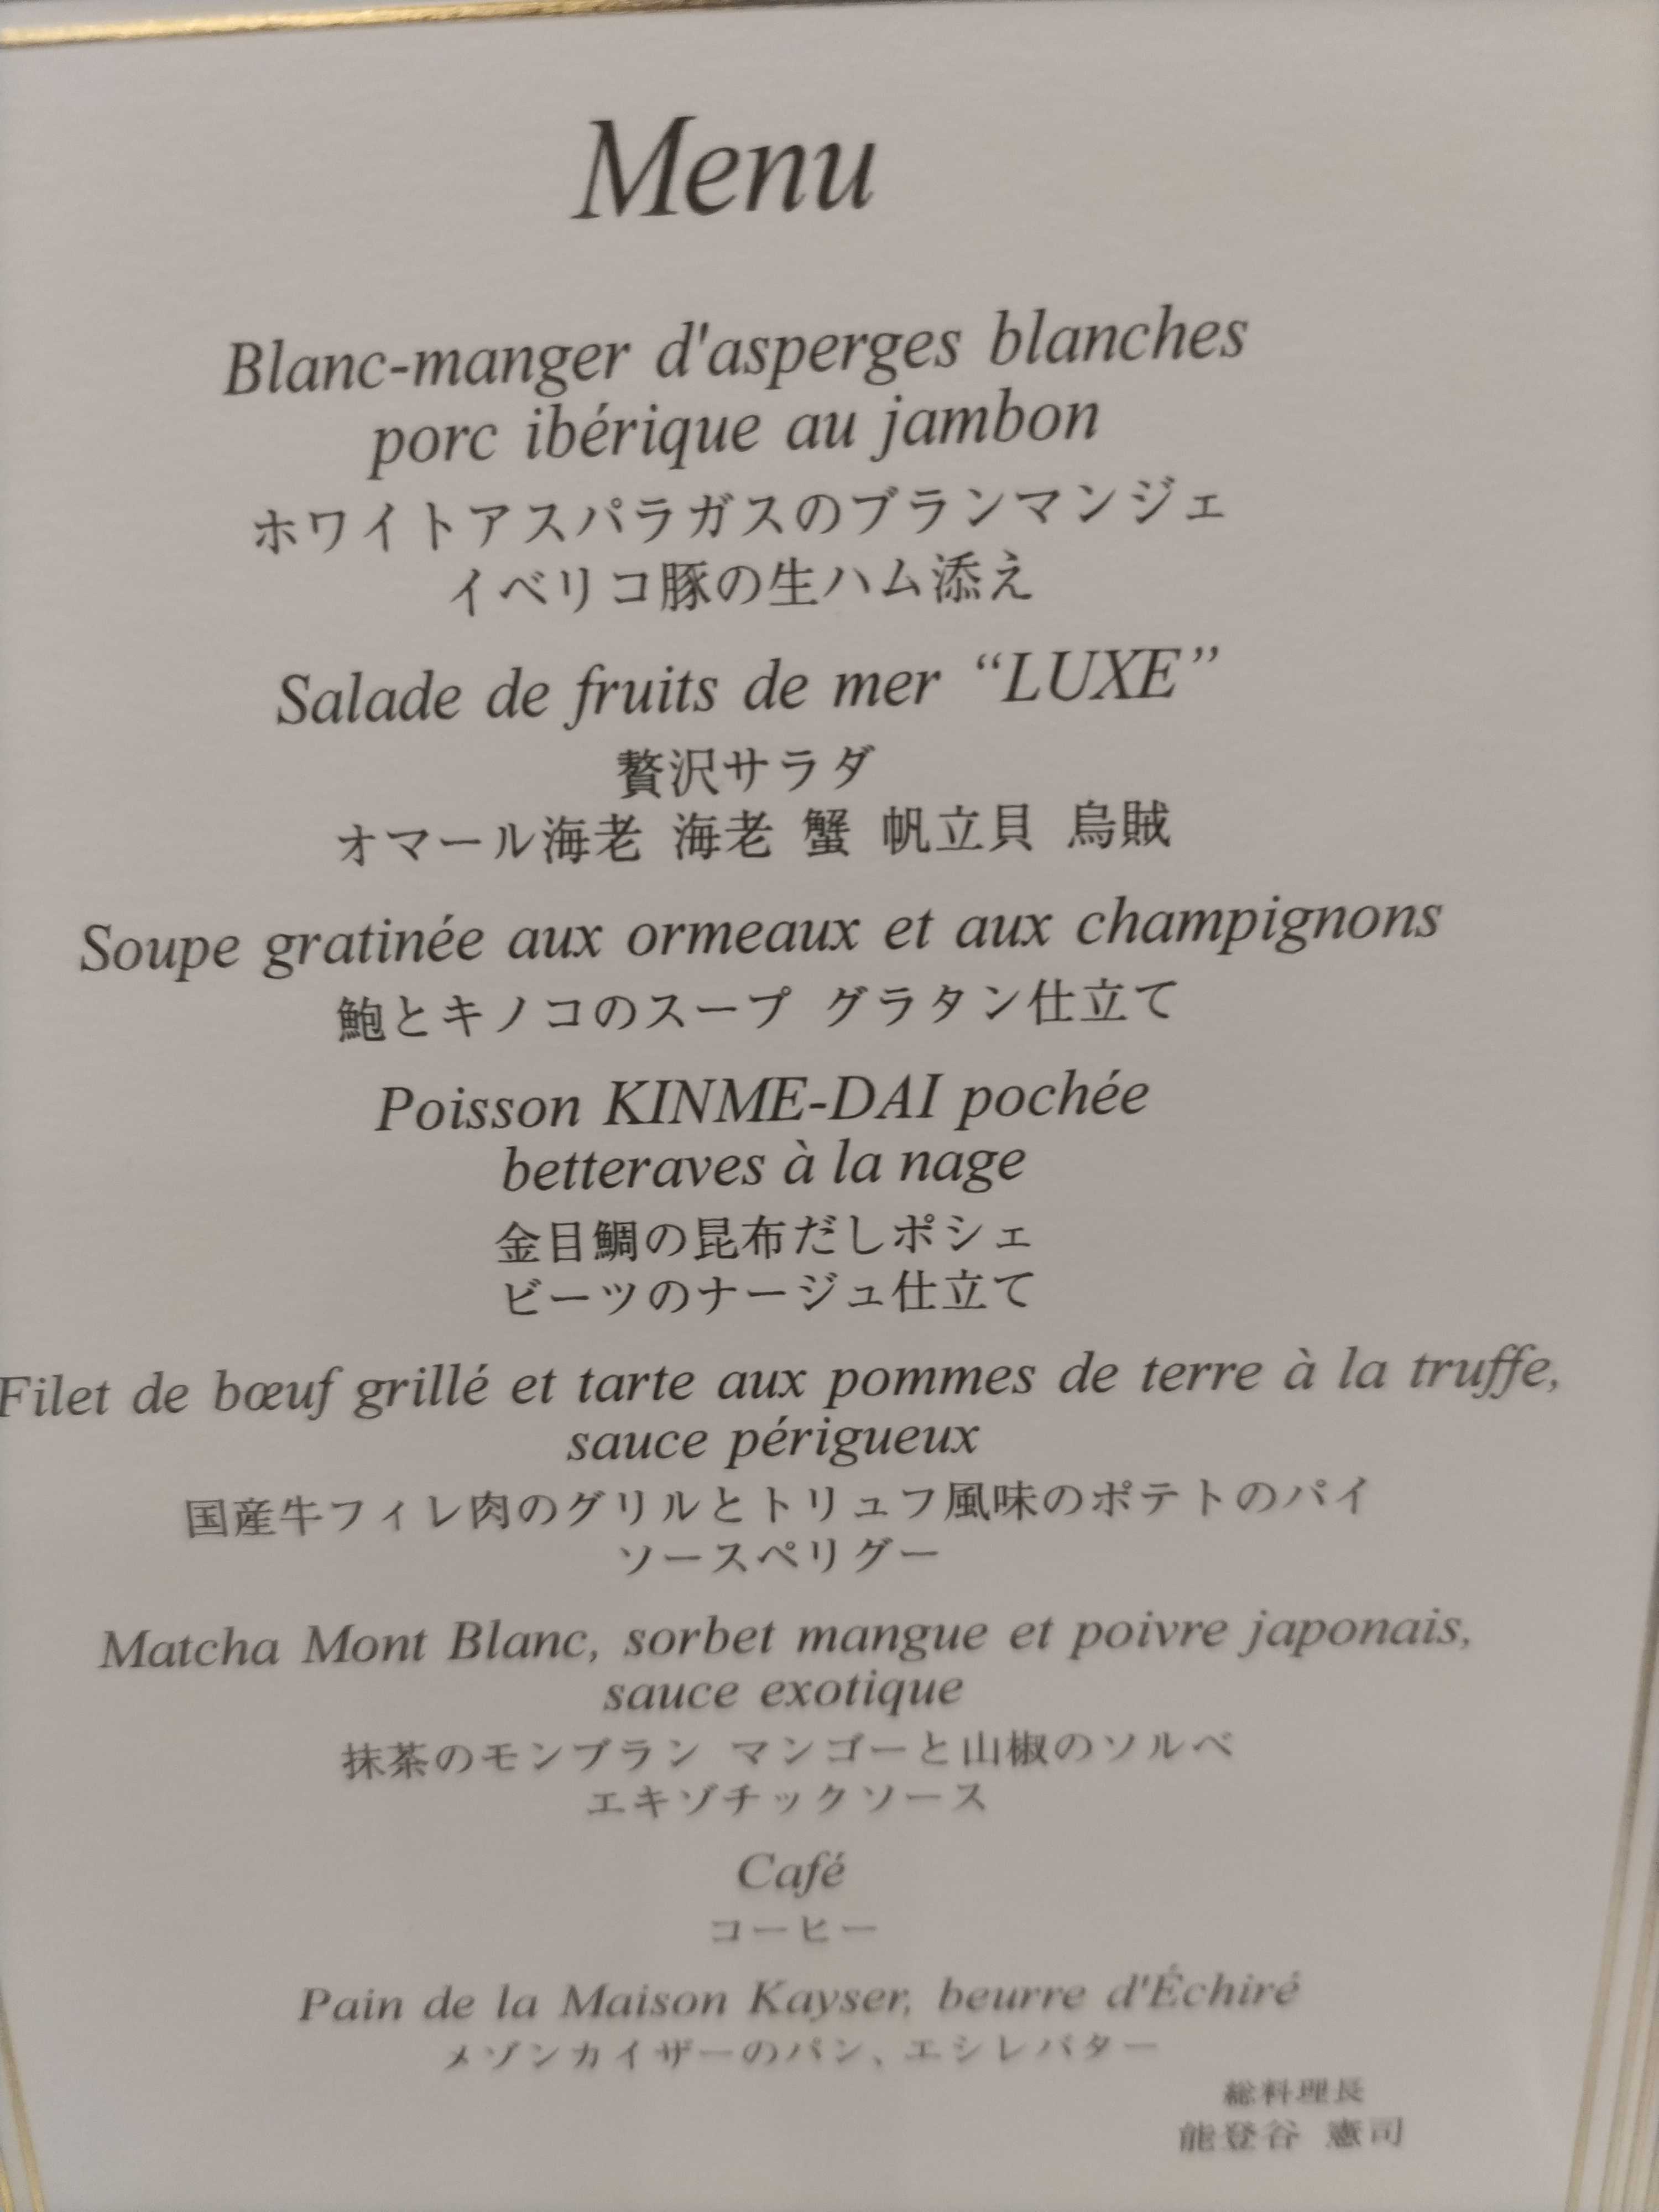 Menu
Blanc-manger d'asperges blanches
porc ibérique au jambon
ホワイトアスパラガスのブランマンジェ
イベリコ豚の生ハム添え
Salade de fruits de mer “LUXE”
贅沢サラダ
オマール海老 海老 蟹 帆立貝 烏賊
Soupe gratinée aux ormeaux et aux champignons
鮑とキノコのスープ グラタン仕立て
Poisson KINME-DAI pochée
betteraves à la nage
金目鯛の昆布だしポシェ
ビーツのナージュ仕立て
Filet de bœuf grillé et tarte aux pommes de terre à la truffe,
sauce périgueux
国産牛フィレ肉のグリルとトリュフ風味のポテトのパイ
ソースペリグー
Matcha Mont Blanc, sorbet mangue et poivre japonais,
sauce exotique
抹茶のモンブラン マンゴーと山椒のソルベ
エキゾチックソース
Café
コーヒー
Pain de la Maison Kayser, beurre d'Échiré
メゾンカイザーのパン、エシレバター
総料理長
能登谷 憲司